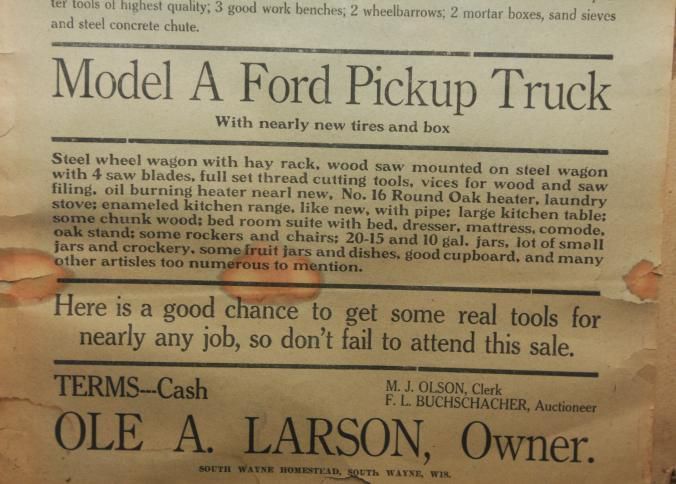 ter tools of highest quality; 3 good work benches; 2 wheelbarrows; 2 mortar boxes, sand sieves
and steel concrete chute.
Model A Ford Pickup Truck
With nearly new tires and box
Steel wheel wagon with hay rack, wood saw mounted on steel wagon
with 4 saw blades, full set thread cutting tools, vices for wood and saw
filing, oil burning heater nearl new, No. 16 Round Oak heater, laundry
stove; enameled kitchen range, like new, with pipe; large kitchen table;
some chunk wood; bed room suite with bed, dresser, mattress, comode,
oak stand; some rockers and chairs; 20-15 and 10 gal. jars, lot of small
jars and crockery, some fruit jars and dishes, good cupboard, and many
other artisles too numerous to mention.
Here is a good chance to get some real tools for
nearly any job, so don't fail to attend this sale.
TERMS---Cash
M. J. OLSON, Clerk
F. L. BUCHSCHACHER, Auctioneer
OLE A. LARSON, Owner.
SOUTH WAYNE HOMESTEAD, SOUTH WAYNE, WIS.